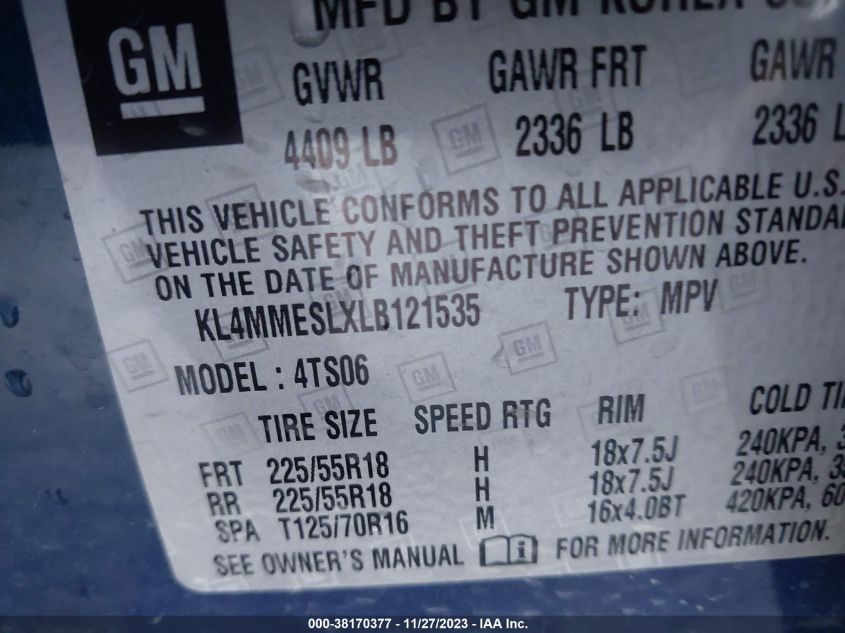 GM
MFD BY GM KOREA
GVWR GAWR FRT GAWR
4409 LB 2336 LB 2336
THIS VEHICLE CONFORMS TO ALL APPLICABLE U.S.
VEHICLE SAFETY AND THEFT PREVENTION STANDA
ON THE DATE OF MANUFACTURE SHOWN ABOVE.
KL4MMESLXLB121535 TYPE: MPV
MODEL : 4TS06
TIRE SIZE SPEED RTG RIM COLD TI
FRT 225/55R18 H 18x7.5J 240KPA, 3
RR 225/55R18 H 18x7.5J 240KPA, 3
SPA T125/70R16 M 16x4.0BT 420KPA, 60
SEE OWNER'S MANUAL FOR MORE INFORMATION.
000-38170377 - 11/27/2023 - IAA Inc.